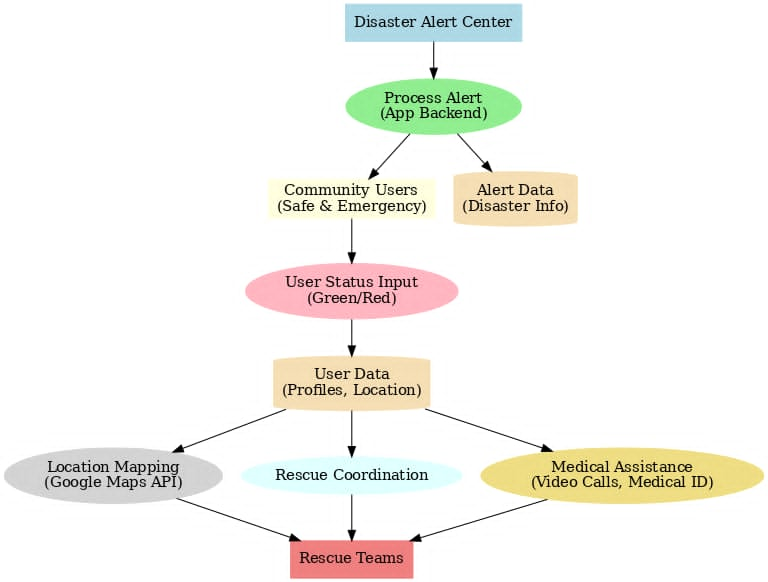 Disaster Alert Center
Process Alert
(App Backend)
Community Users
(Safe & Emergency)
Alert Data
(Disaster Info)
User Status Input
(Green/Red)
User Data
(Profiles, Location)
Location Mapping
(Google Maps API)
Rescue Coordination
Medical Assistance
(Video Calls, Medical ID)
Rescue Teams